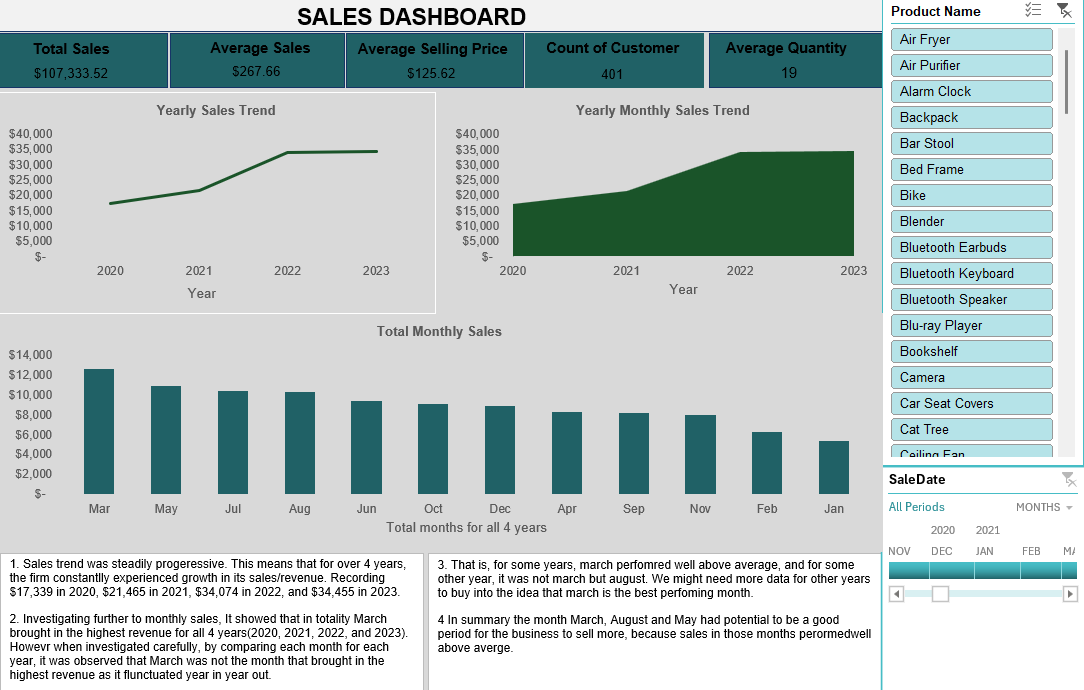 SALES DASHBOARD
Total Sales
$107,333.52
Average Sales
$267.66
Average Selling Price
$125.62
Count of Customer
401
Average Quantity
19
Yearly Sales Trend
$40,000
$35,000
$30,000
$25,000
$20,000
$15,000
$10,000
$5,000
$-
2020 2021 2022 2023
Year
Yearly Monthly Sales Trend
$40,000
$35,000
$30,000
$25,000
$20,000
$15,000
$10,000
$5,000
$-
2020 2021 2022 2023
Year
Total Monthly Sales
$14,000
$12,000
$10,000
$8,000
$6,000
$4,000
$2,000
$-
Mar May Jul Aug Jun Oct Dec Apr Sep Nov Feb Jan
Total months for all 4 years
1. Sales trend was steadily progeressive. This means that for over 4 years,
the firm constantlly experienced growth in its sales/revenue. Recording
$17,339 in 2020, $21,465 in 2021, $34,074 in 2022, and $34,455 in 2023.
2. Investigating further to monthly sales, It showed that in totality March
brought in the highest revenue for all 4 years(2020, 2021, 2022, and 2023).
Howevr when investigated carefully, by comparing each month for each
year, it was observed that March was not the month that brought in the
highest revenue as it flunctuated year in year out.
3. That is, for some years, march perfomred well above average, and for some
other year, it was not march but august. We might need more data for other years
to buy into the idea that march is the best perfoming month.
4 In summary the month March, August and May had potential to be a good
period for the business to sell more, because sales in those months perormedwell
above averge.
Product Name
Air Fryer
Air Purifier
Alarm Clock
Backpack
Bar Stool
Bed Frame
Bike
Blender
Bluetooth Earbuds
Bluetooth Keyboard
Bluetooth Speaker
Blu-ray Player
Bookshelf
Camera
Car Seat Covers
Cat Tree
Ceiling Fan
SaleDate
All Periods
MONTHS
2020 2021
NOV DEC JAN FEB MA